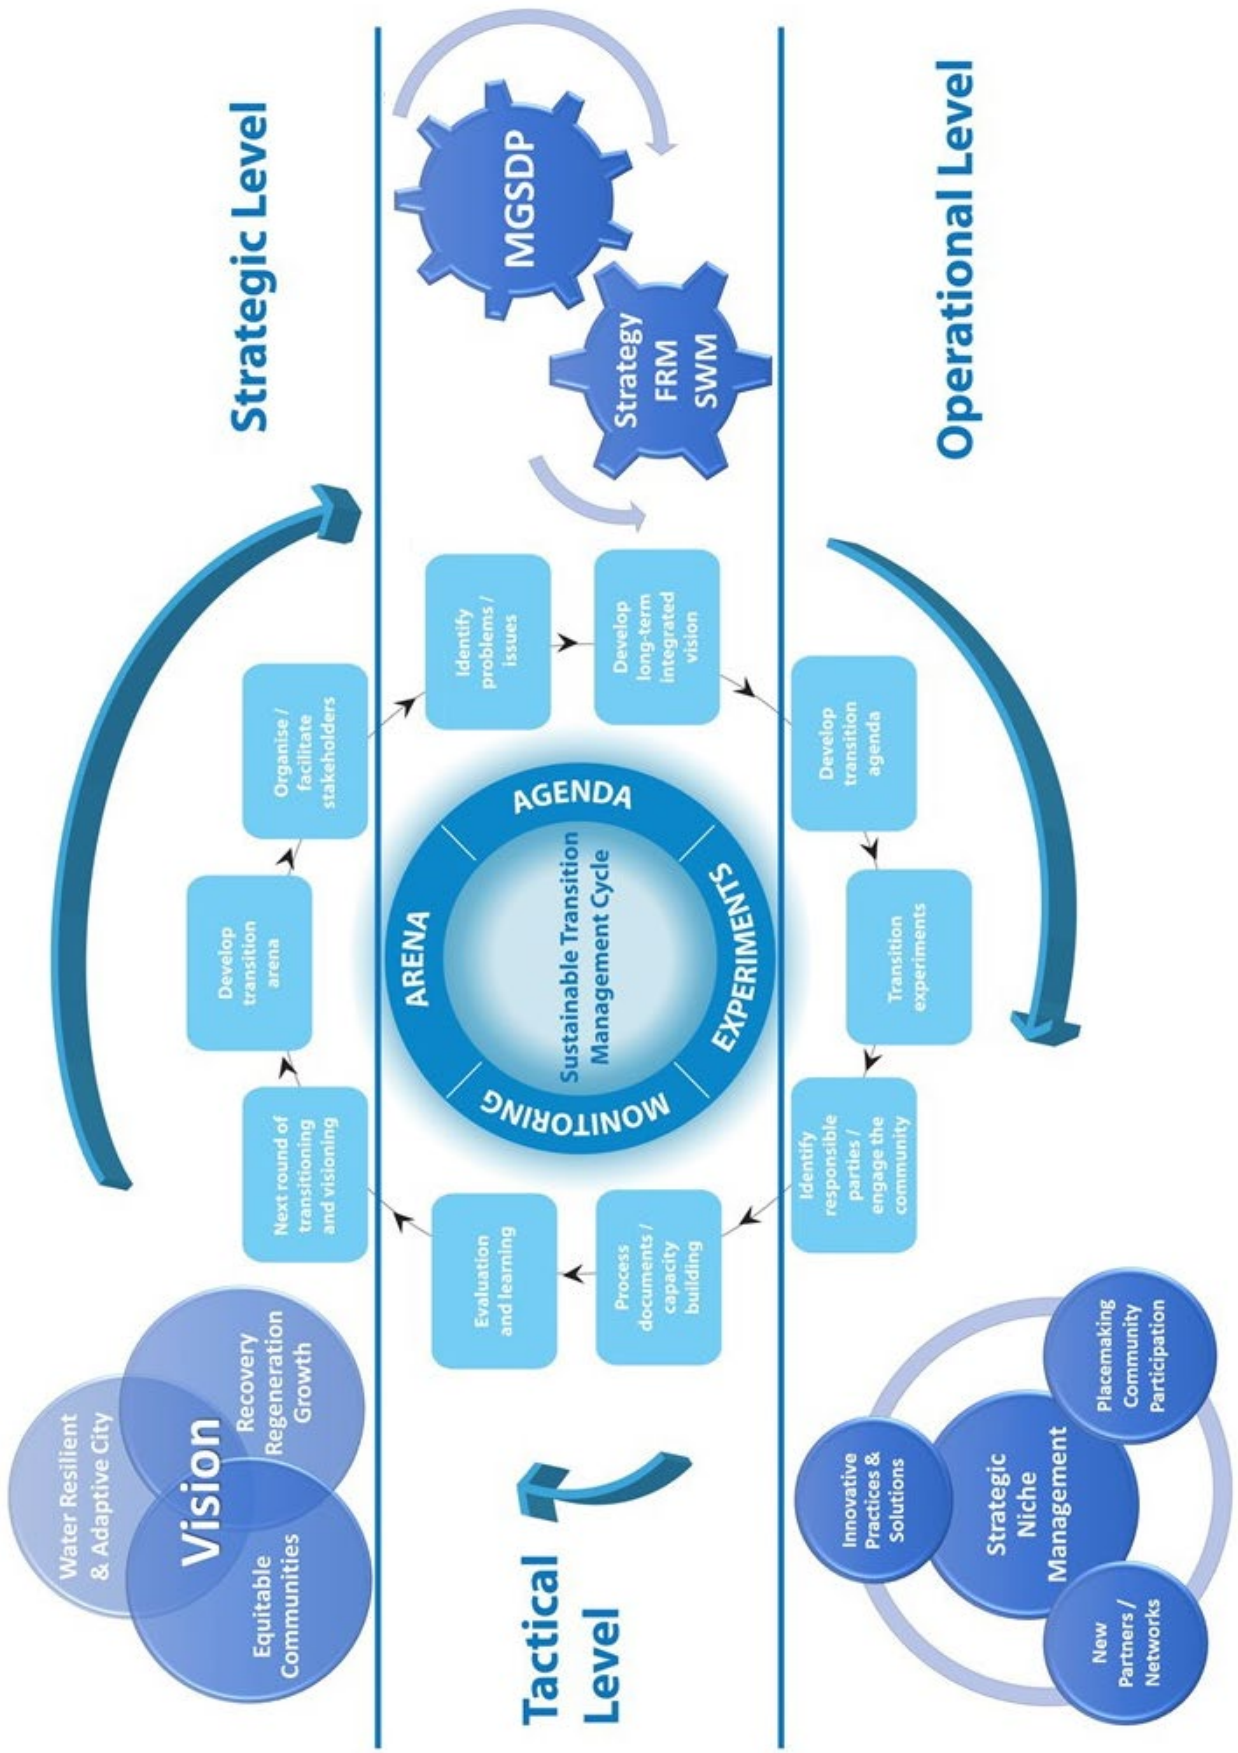 Strategic Level
Water Resilient
& Adaptive City
Vision
Equitable
Communities
Recovery
Regeneration
Growth
Next round of
transitioning
and visioning
Develop
transition
arena
Organise /
facilitate
stakeholders
Tactical
Level
Evaluation
and learning
Process
documents /
capacity
building
ARENA
AGENDA
EXPERIMENTS
MONITORING
Sustainable Transition
Management Cycle
Identify
problems /
issues
Develop
long-term
integrated
vision
MGSDP
Strategy
FRM
SWM
Operational Level
Innovative
Practices &
Solutions
Strategic
Niche
Management
New
Partners /
Networks
Placemaking
Community
Participation
Identify
responsible
parties /
engage the
community
Transition
experiments
Develop
transition
agenda